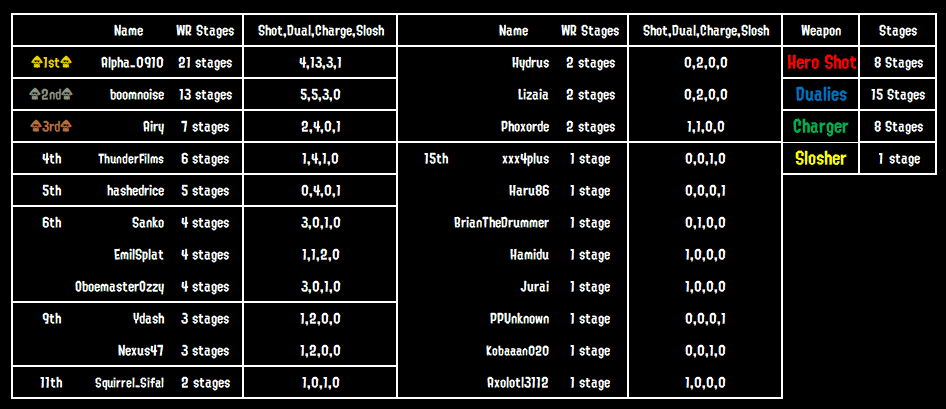 Name WR Stages Shot,Dual,Charge,Slosh Name WR Stages Shot,Dual,Charge,Slosh Weapon Stages
1st Alpha_0910 21 stages 4,13,3,1 Hydrus 2 stages 0,2,0,0 Hero Shot 8 Stages
2nd boomnoise 13 stages 5,5,3,0 Lizaia 2 stages 0,2,0,0 Dualies 15 Stages
3rd Airy 7 stages 2,4,0,1 Phoxorde 2 stages 1,1,0,0 Charger 8 Stages
4th ThunderFilms 6 stages 1,4,1,0 15th xxx4plus 1 stage 0,0,1,0 Slosher 1 stage
5th hashedrice 5 stages 0,4,0,1 Haru86 1 stage 0,0,0,1
6th Sanko 4 stages 3,0,1,0 BrianTheDrummer 1 stage 0,1,0,0
EmilSplat 4 stages 1,1,2,0 Hamidu 1 stage 1,0,0,0
OboemasterOzzy 4 stages 3,0,1,0 Jurai 1 stage 1,0,0,0
9th Ydash 3 stages 1,2,0,0 PPUnknown 1 stage 0,0,0,1
Nexus47 3 stages 1,2,0,0 Kobaaan020 1 stage 0,0,1,0
11th Squirrel_Sifal 2 stages 1,0,1,0 Axolotl3112 1 stage 1,0,0,0